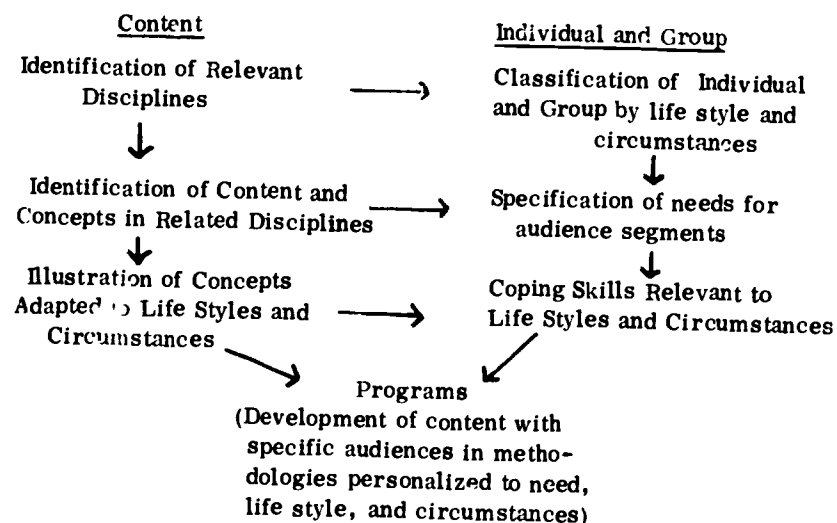 Content
Identification of Relevant
Disciplines
Identification of Content and
Concepts in Related Disciplines
Illustration of Concepts
Adapted to Life Styles and
Circumstances
Individual and Group
Classification of Individual
and Group by life style and
circumstances
Specification of needs for
audience segments
Coping Skills Relevant to
Life Styles and Circumstances
Programs
(Development of content with
specific audiences in metho-
dologies personalized to need,
life style, and circumstances)